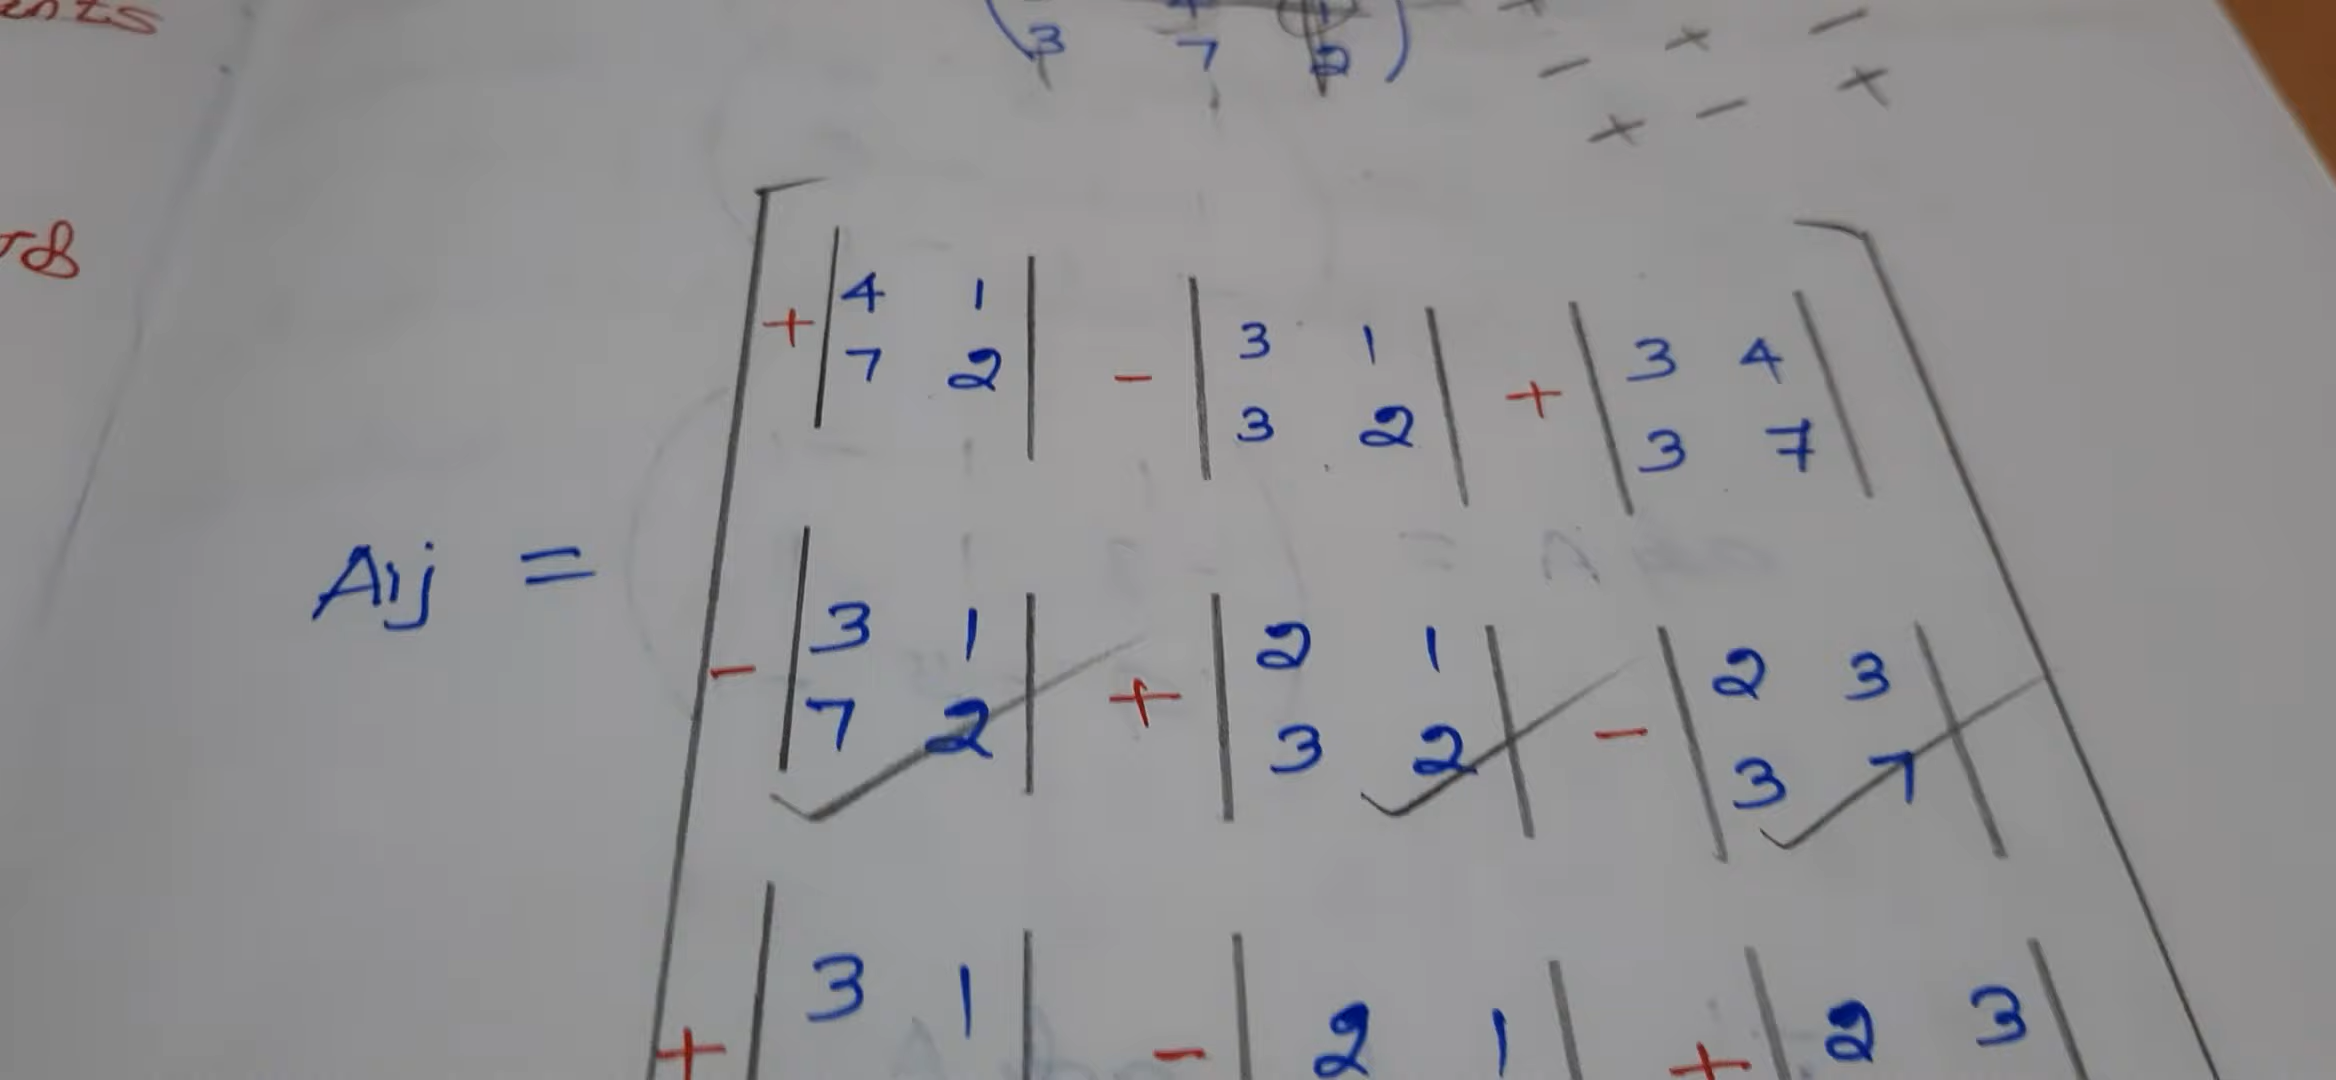 3 7 2 )
- + -
+ - +
+ | 4 1 | - | 3 1 | + | 3 4 |
7 2 3 2 3 7
Aij =
- | 3 1 | + | 2 1 | - | 2 3 |
7 2 3 2 3 7
+ | 3 1 | - | 2 1 | + | 2 3 |